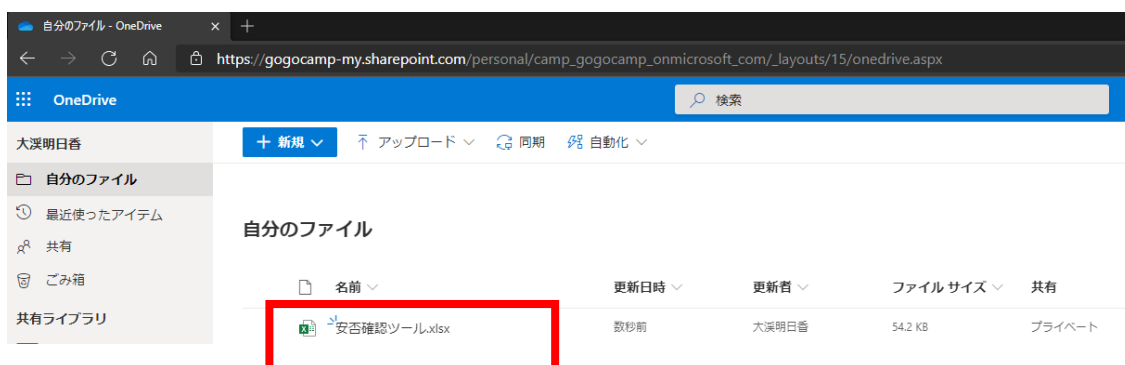 自分のファイル - OneDrive
https://gogocamp-my.sharepoint.com/personal/camp_gogocamp_onmicrosoft_com/_layouts/15/onedrive.aspx
OneDrive
検索
大渓明日香
自分のファイル
最近使ったアイテム
共有
ごみ箱
共有ライブラリ
新規
アップロード
同期
自動化
自分のファイル
名前 更新日時 更新者 ファイル サイズ 共有
安否確認ツール.xlsx 数秒前 大渓明日香 54.2 KB プライベート